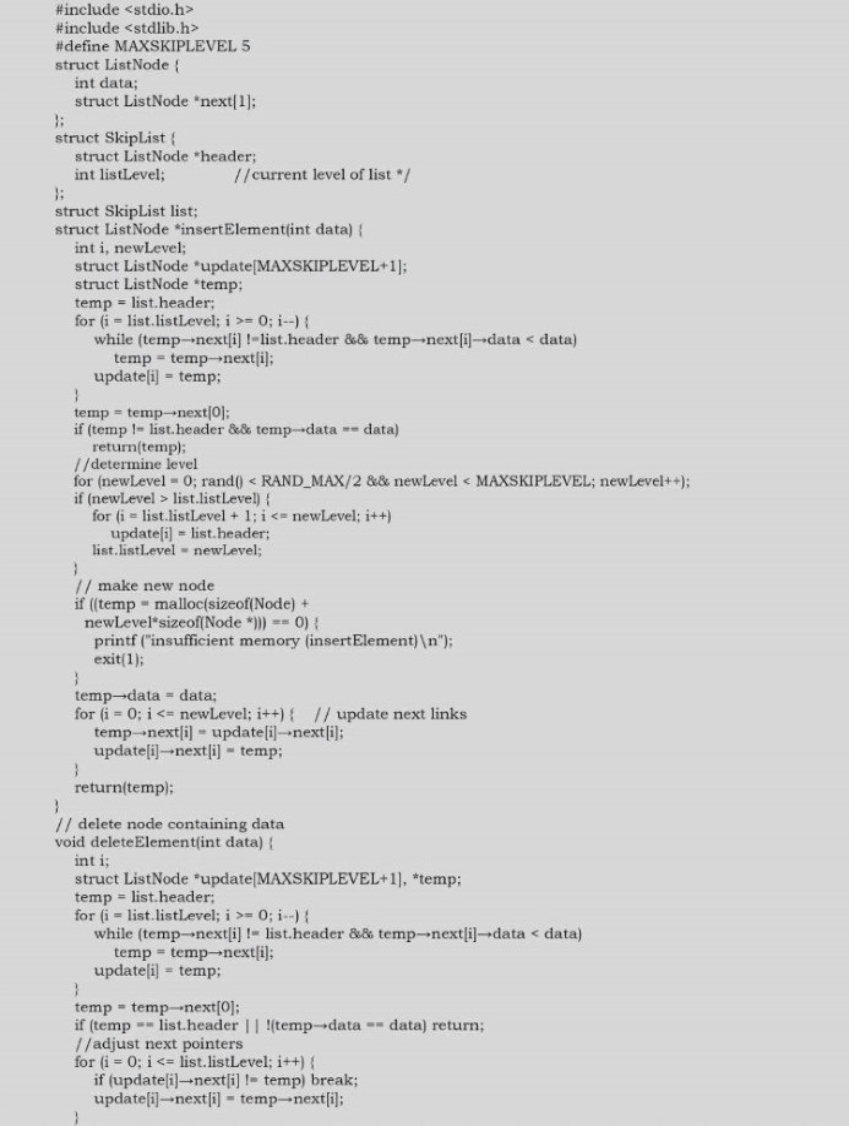 #include <stdio.h>
#include <stdlib.h>
#define MAXSKIPLEVEL 5
struct ListNode {
int data;
struct ListNode *next[1];
};
struct SkipList {
struct ListNode *header;
int listLevel; //current level of list */
};
struct SkipList list;
struct ListNode *insertElement(int data) {
int i, newLevel;
struct ListNode *update[MAXSKIPLEVEL+1];
struct ListNode *temp;
temp = list.header;
for (i = list.listLevel; i >= 0; i--) {
while (temp→next[i] !=list.header && temp→next[i]→data < data)
temp = temp→next[i];
update[i] = temp;
}
temp = temp→next[0];
if (temp != list.header && temp→data == data)
return(temp);
//determine level
for (newLevel = 0; rand() < RAND_MAX/2 && newLevel < MAXSKIPLEVEL; newLevel++);
if (newLevel > list.listLevel) {
for (i = list.listLevel + 1; i <= newLevel; i++)
update[i] = list.header;
list.listLevel = newLevel;
}
// make new node
if ((temp = malloc(sizeof(Node) +
newLevel*sizeof(Node *))) == 0) {
printf ("insufficient memory (insertElement)\n");
exit(1);
}
temp→data = data;
for (i = 0; i <= newLevel; i++) { // update next links
temp→next[i] = update[i]→next[i];
update[i]→next[i] = temp;
}
return(temp);
}
// delete node containing data
void deleteElement(int data) {
int i;
struct ListNode *update[MAXSKIPLEVEL+1], *temp;
temp = list.header;
for (i = list.listLevel; i >= 0; i--) {
while (temp→next[i] != list.header && temp→next[i]→data < data)
temp = temp→next[i];
update[i] = temp;
}
temp = temp→next[0];
if (temp == list.header || !(temp→data == data) return;
//adjust next pointers
for (i = 0; i <= list.listLevel; i++) {
if (update[i]→next[i] != temp) break;
update[i]→next[i] = temp→next[i];
}